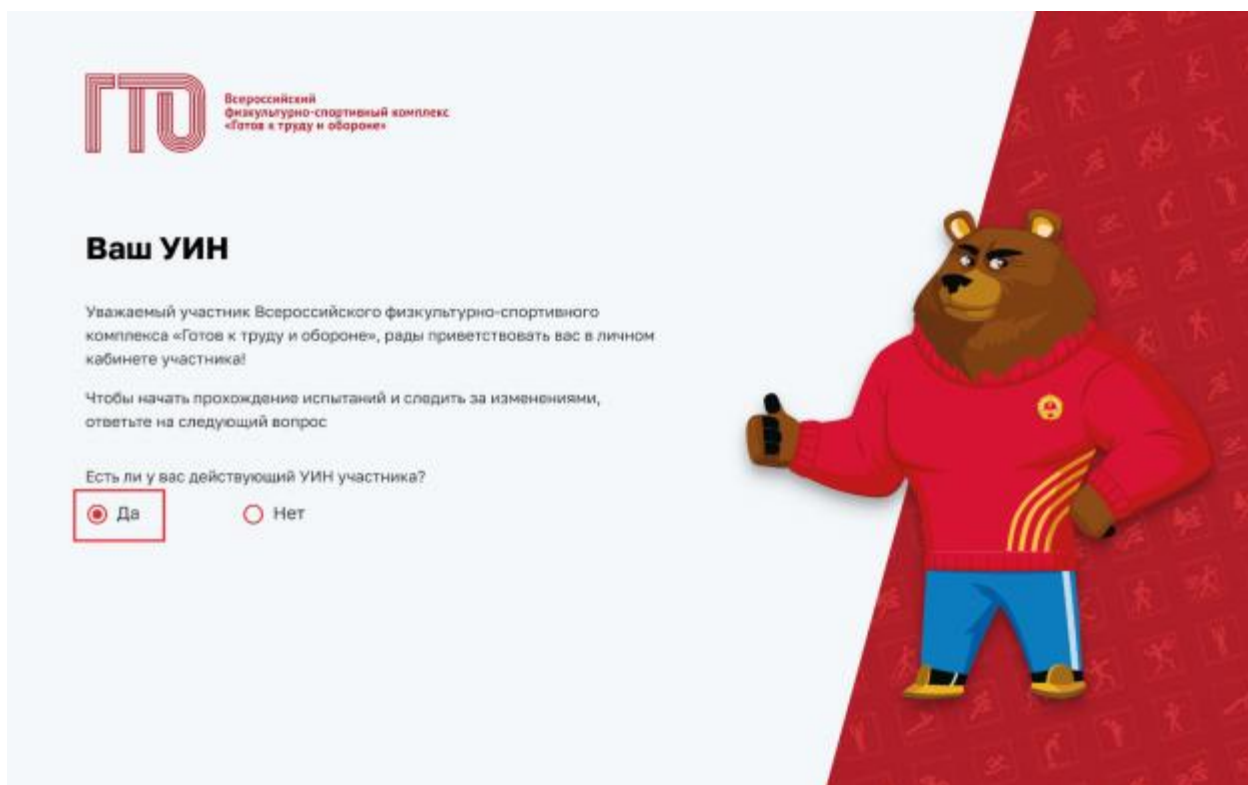 ГТО
Всероссийский
физкультурно-спортивный комплекс
«Готов к труду и обороне»
Ваш УИН
Уважаемый участник Всероссийского физкультурно-спортивного
комплекса «Готов к труду и обороне», рады приветствовать вас в личном
кабинете участника!
Чтобы начать прохождение испытаний и следить за изменениями,
ответьте на следующий вопрос
Есть ли у вас действующий УИН участника?
Да Нет